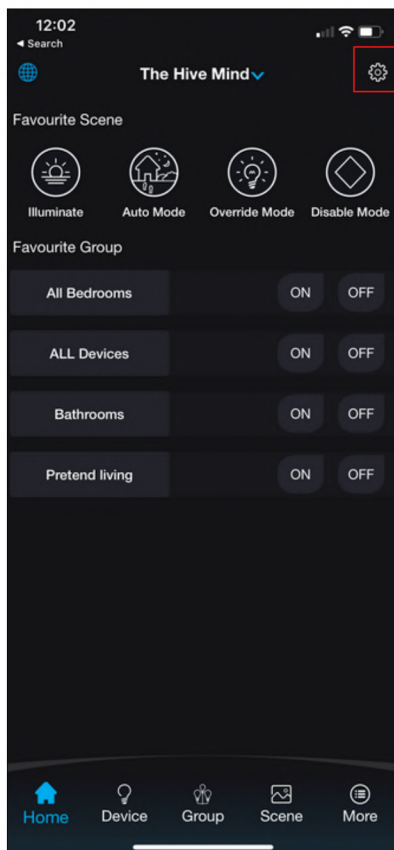 12:02
◂ Search
The Hive Mind
Favourite Scene
Illuminate Auto Mode Override Mode Disable Mode
Favourite Group
All Bedrooms ON OFF
ALL Devices ON OFF
Bathrooms ON OFF
Pretend living ON OFF
Home Device Group Scene More